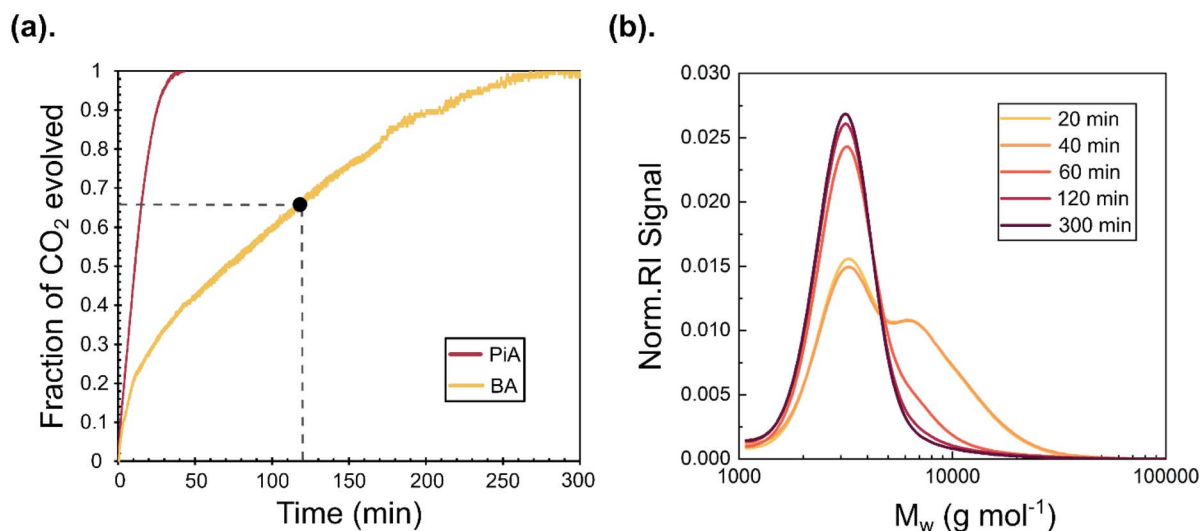 (a).
Fraction of CO₂ evolved
1
0.9
0.8
0.7
0.6
0.5
0.4
0.3
0.2
0.1
0
0 50 100 150 200 250 300
Time (min)
PiA
BA
(b).
Norm.RI Signal
0.030
0.025
0.020
0.015
0.010
0.005
0.000
1000 10000 100000
M_w (g mol⁻¹)
20 min
40 min
60 min
120 min
300 min